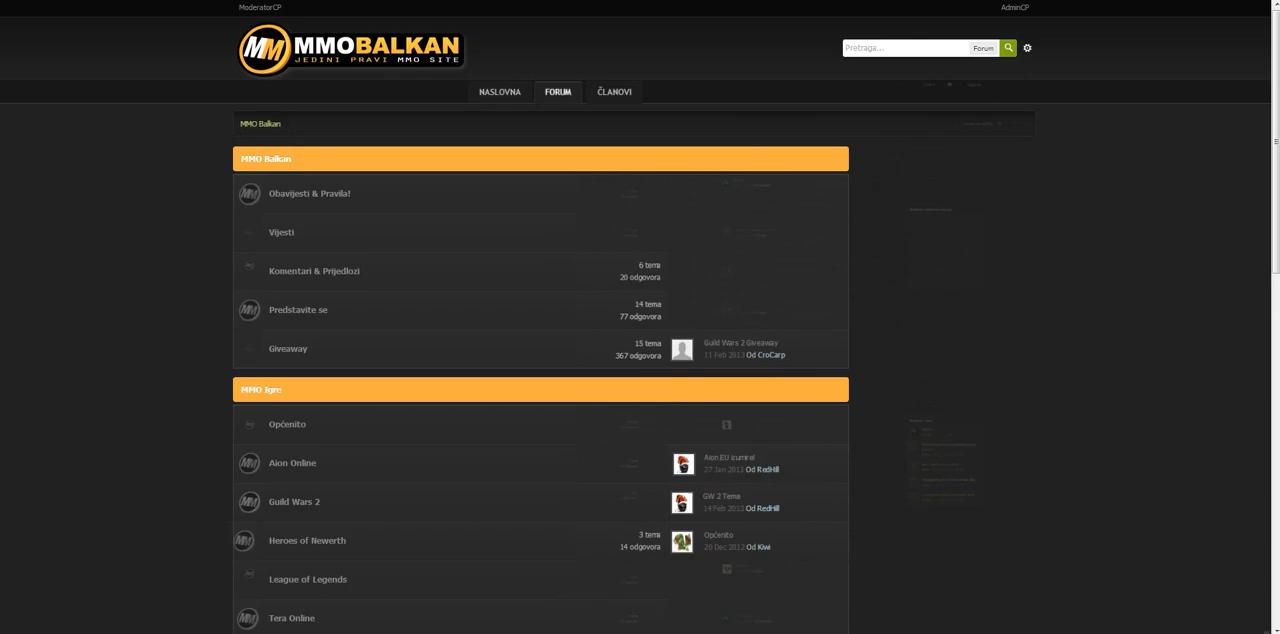 ModeratorCP
AdminCP
MM MMOBALKAN
JEDINI PRAVI MMO SITE
Pretraga... Forum
NASLOVNA FORUM ČLANOVI
MMO Balkan
MMO Balkan
Obavijesti & Pravila!
Vijesti
Komentari & Prijedlozi
6 tema
20 odgovora
Predstavite se
14 tema
77 odgovora
Giveaway
15 tema
367 odgovora
Guild Wars 2 Giveaway
11 Feb 2013 Od CroCarp
MMO Igre
Općenito
Aion Online
Aion EU izumire!
27 Jan 2013 Od RedHill
Guild Wars 2
GW 2 Tema
14 Feb 2013 Od RedHill
Heroes of Newerth
3 tema
14 odgovora
Općenito
20 Dec 2012 Od Kiwi
League of Legends
Tera Online